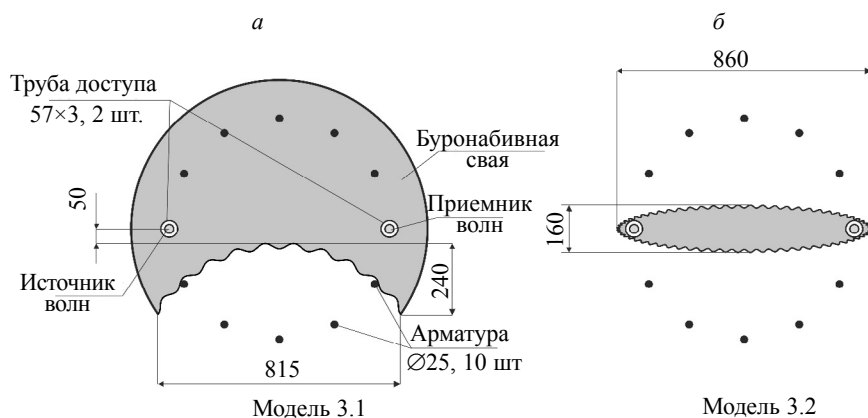 а
Труба доступа
57×3, 2 шт.
Буронабивная
свая
50
Приемник
волн
Источник
волн
240
Арматура
∅25, 10 шт
815
Модель 3.1
б
860
160
Модель 3.2